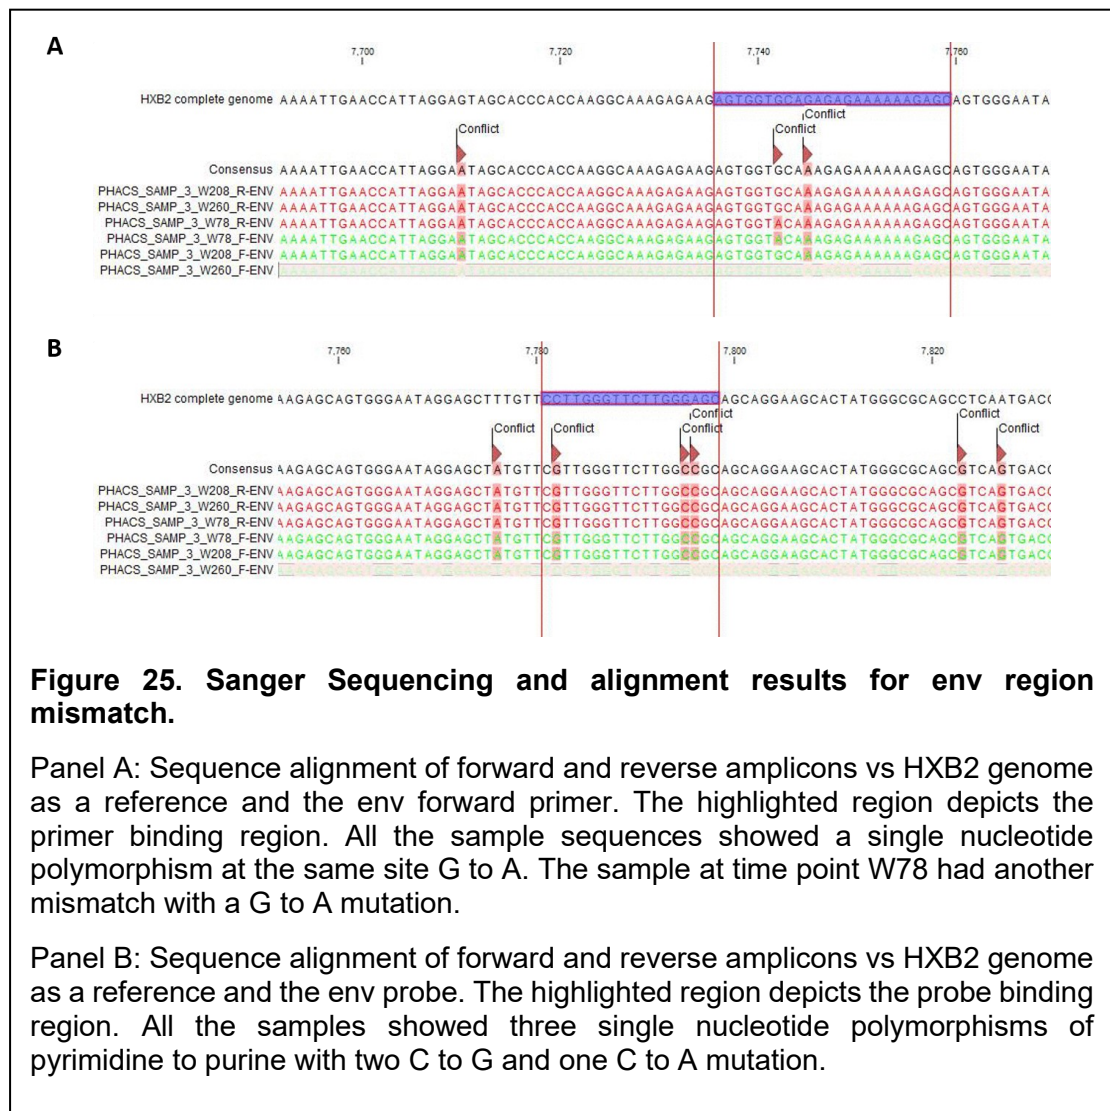 A
7,700 7,720 7,740 7,760
HXB2 complete genome AAAATTGAACCATTAGGAGTAGCACCCACCAAGGCAAAGAGAAGAGTGGTGCAGAGAGAAAAAAGAGCAGTGGGAATA
Conflict
Conflict Conflict
Consensus AAAATTGAACCATTAGGAATAGCACCCACCAAGGCAAAGAGAAGAGTGGTGCAAAGAGAAAAAAGAGCAGTGGGAATA
PHACS_SAMP_3_W208_R-ENV AAAATTGAACCATTAGGAATAGCACCCACCAAGGCAAAGAGAAGAGTGGTGCAAAGAGAAAAAAGAGCAGTGGGAATA
PHACS_SAMP_3_W260_R-ENV AAAATTGAACCATTAGGAATAGCACCCACCAAGGCAAAGAGAAGAGTGGTGCAAAGAGAAAAAAGAGCAGTGGGAATA
PHACS_SAMP_3_W78_R-ENV AAAATTGAACCATTAGGAATAGCACCCACCAAGGCAAAGAGAAGAGTGGTACAAAGAGAAAAAAGAGCAGTGGGAATA
PHACS_SAMP_3_W78_F-ENV AAAATTGAACCATTAGGAATAGCACCCACCAAGGCAAAGAGAAGAGTGGTACAAAGAGAAAAAAGAGCAGTGGGAATA
PHACS_SAMP_3_W208_F-ENV AAAATTGAACCATTAGGAATAGCACCCACCAAGGCAAAGAGAAGAGTGGTGCAAAGAGAAAAAAGAGCAGTGGGAATA
PHACS_SAMP_3_W260_F-ENV
B
7,760 7,780 7,800 7,820
HXB2 complete genome AAGAGCAGTGGGAATAGGAGCTTTGTTCCTTGGGTTCTTGGGAGCAGCAGGAAGCACTATGGGCGCAGCCTCAATGACC
Conflict
Conflict Conflict Conflict Conflict Conflict
Consensus AAGAGCAGTGGGAATAGGAGCTATGTTCGTTGGGTTCTTGGCCGCAGCAGGAAGCACTATGGGCGCAGCGTCAGTGACC
PHACS_SAMP_3_W208_R-ENV AAGAGCAGTGGGAATAGGAGCTATGTTCGTTGGGTTCTTGGCCGCAGCAGGAAGCACTATGGGCGCAGCGTCAGTGACC
PHACS_SAMP_3_W260_R-ENV AAGAGCAGTGGGAATAGGAGCTATGTTCGTTGGGTTCTTGGCCGCAGCAGGAAGCACTATGGGCGCAGCGTCAGTGACC
PHACS_SAMP_3_W78_R-ENV AAGAGCAGTGGGAATAGGAGCTATGTTCGTTGGGTTCTTGGCCGCAGCAGGAAGCACTATGGGCGCAGCGTCAGTGACC
PHACS_SAMP_3_W78_F-ENV AAGAGCAGTGGGAATAGGAGCTATGTTCGTTGGGTTCTTGGCCGCAGCAGGAAGCACTATGGGCGCAGCGTCAGTGACC
PHACS_SAMP_3_W208_F-ENV AAGAGCAGTGGGAATAGGAGCTATGTTCGTTGGGTTCTTGGCCGCAGCAGGAAGCACTATGGGCGCAGCGTCAGTGACC
PHACS_SAMP_3_W260_F-ENV
Figure 25. Sanger Sequencing and alignment results for env region
mismatch.
Panel A: Sequence alignment of forward and reverse amplicons vs HXB2 genome
as a reference and the env forward primer. The highlighted region depicts the
primer binding region. All the sample sequences showed a single nucleotide
polymorphism at the same site G to A. The sample at time point W78 had another
mismatch with a G to A mutation.
Panel B: Sequence alignment of forward and reverse amplicons vs HXB2 genome
as a reference and the env probe. The highlighted region depicts the probe binding
region. All the samples showed three single nucleotide polymorphisms of
pyrimidine to purine with two C to G and one C to A mutation.